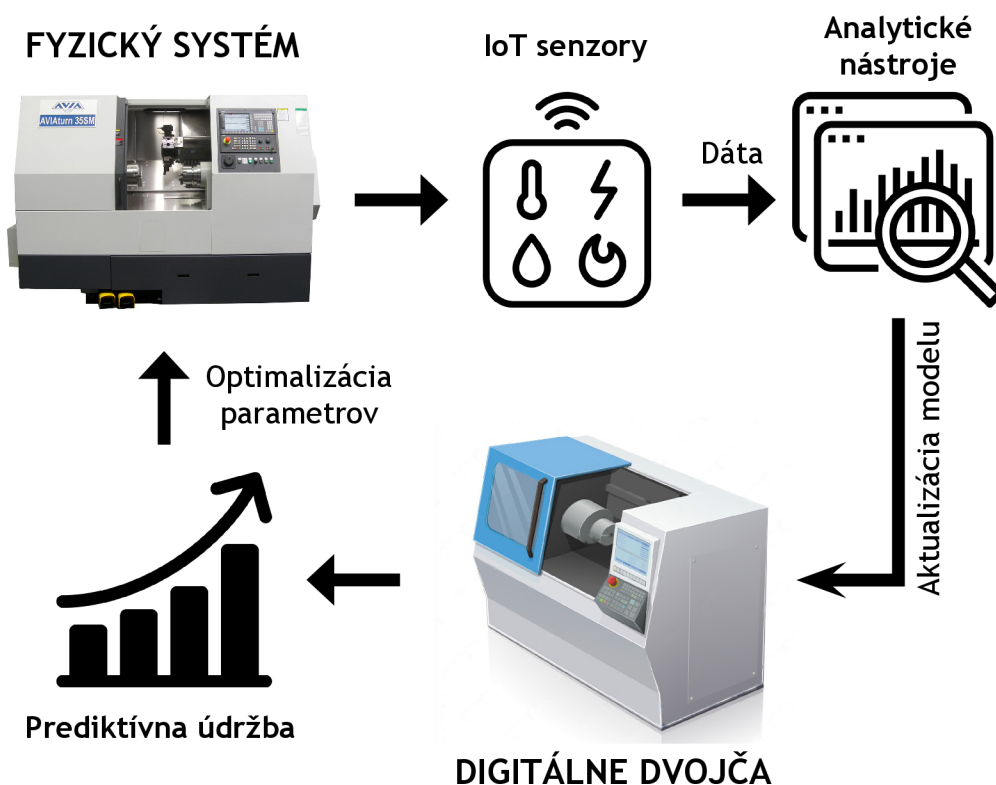 FYZICKÝ SYSTÉM
IoT senzory
Analytické
nástroje
AVIA
AVIAturn 35SM
Dáta
Optimalizácia
parametrov
Aktualizácia modelu
Prediktívna údržba
DIGITÁLNE DVOJČA